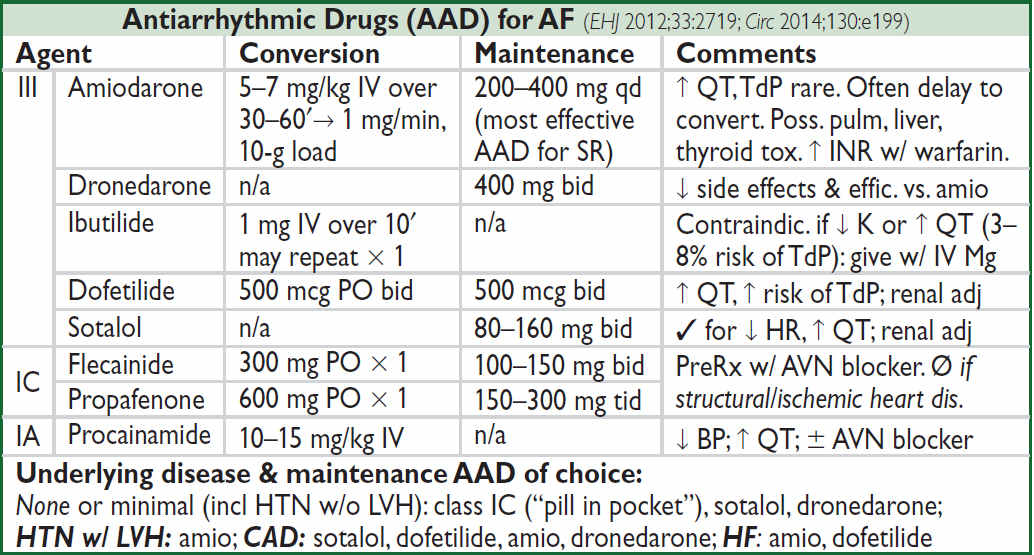 Antiarrhythmic Drugs (AAD) for AF (EHJ 2012;33:2719; Circ 2014;130:e199)
Agent Conversion Maintenance Comments
III Amiodarone 5–7 mg/kg IV over 200–400 mg qd ↑ QT, TdP rare. Often delay to
30–60′→ 1 mg/min, (most effective convert. Poss. pulm, liver,
10-g load AAD for SR) thyroid tox. ↑ INR w/ warfarin.
Dronedarone n/a 400 mg bid ↓ side effects & effic. vs. amio
Ibutilide 1 mg IV over 10′ n/a Contraindic. if ↓ K or ↑ QT (3–
may repeat × 1 8% risk of TdP): give w/ IV Mg
Dofetilide 500 mcg PO bid 500 mcg bid ↑ QT, ↑ risk of TdP; renal adj
Sotalol n/a 80–160 mg bid ✓ for ↓ HR, ↑ QT; renal adj
IC Flecainide 300 mg PO × 1 100–150 mg bid PreRx w/ AVN blocker. Ø if
Propafenone 600 mg PO × 1 150–300 mg tid structural/ischemic heart dis.
IA Procainamide 10–15 mg/kg IV n/a ↓ BP; ↑ QT; ± AVN blocker
Underlying disease & maintenance AAD of choice:
None or minimal (incl HTN w/o LVH): class IC (“pill in pocket”), sotalol, dronedarone;
HTN w/ LVH: amio; CAD: sotalol, dofetilide, amio, dronedarone; HF: amio, dofetilide